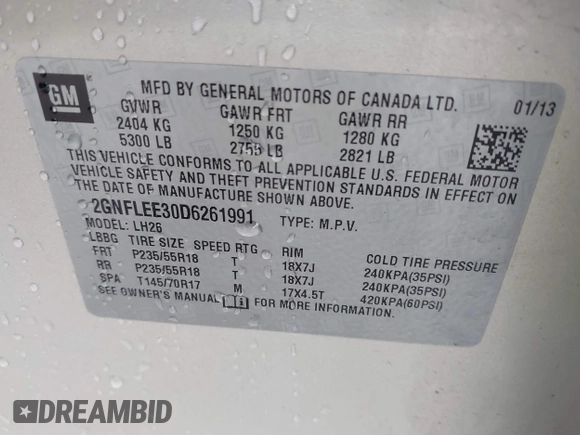 GM
MFD BY GENERAL MOTORS OF CANADA LTD. 01/13
GVWR GAWR FRT GAWR RR
2404 KG 1250 KG 1280 KG
5300 LB 2755 LB 2821 LB
THIS VEHICLE CONFORMS TO ALL APPLICABLE U.S. FEDERAL MOTOR
VEHICLE SAFETY AND THEFT PREVENTION STANDARDS IN EFFECT ON
THE DATE OF MANUFACTURE SHOWN ABOVE.
2GNFLEE30D6261991 TYPE: M.P.V.
MODEL: LH26
LBBG TIRE SIZE SPEED RTG RIM COLD TIRE PRESSURE
FRT P235/55R18 T 18X7J 240KPA(35PSI)
RR P235/55R18 T 18X7J 240KPA(35PSI)
SPA T145/70R17 M 17X4.5T 420KPA(60PSI)
SEE OWNER'S MANUAL FOR MORE INFORMATION.
DREAMBID